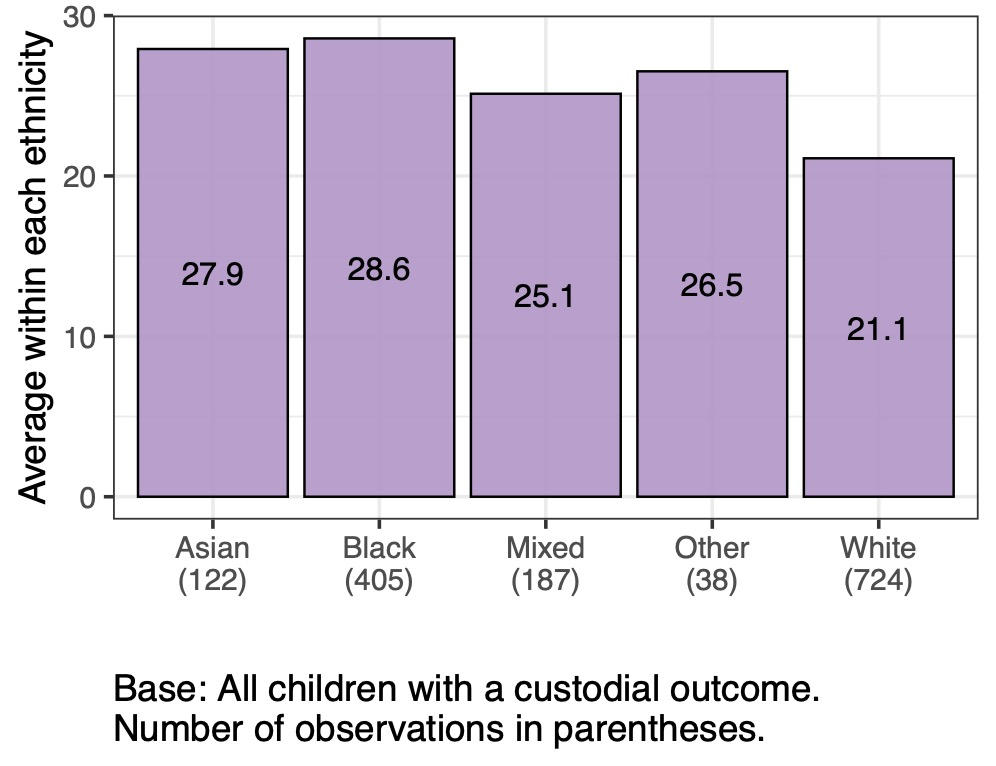 Average within each ethnicity
30
20
10
0
27.9
28.6
25.1
26.5
21.1
Asian
(122)
Black
(405)
Mixed
(187)
Other
(38)
White
(724)
Base: All children with a custodial outcome.
Number of observations in parentheses.